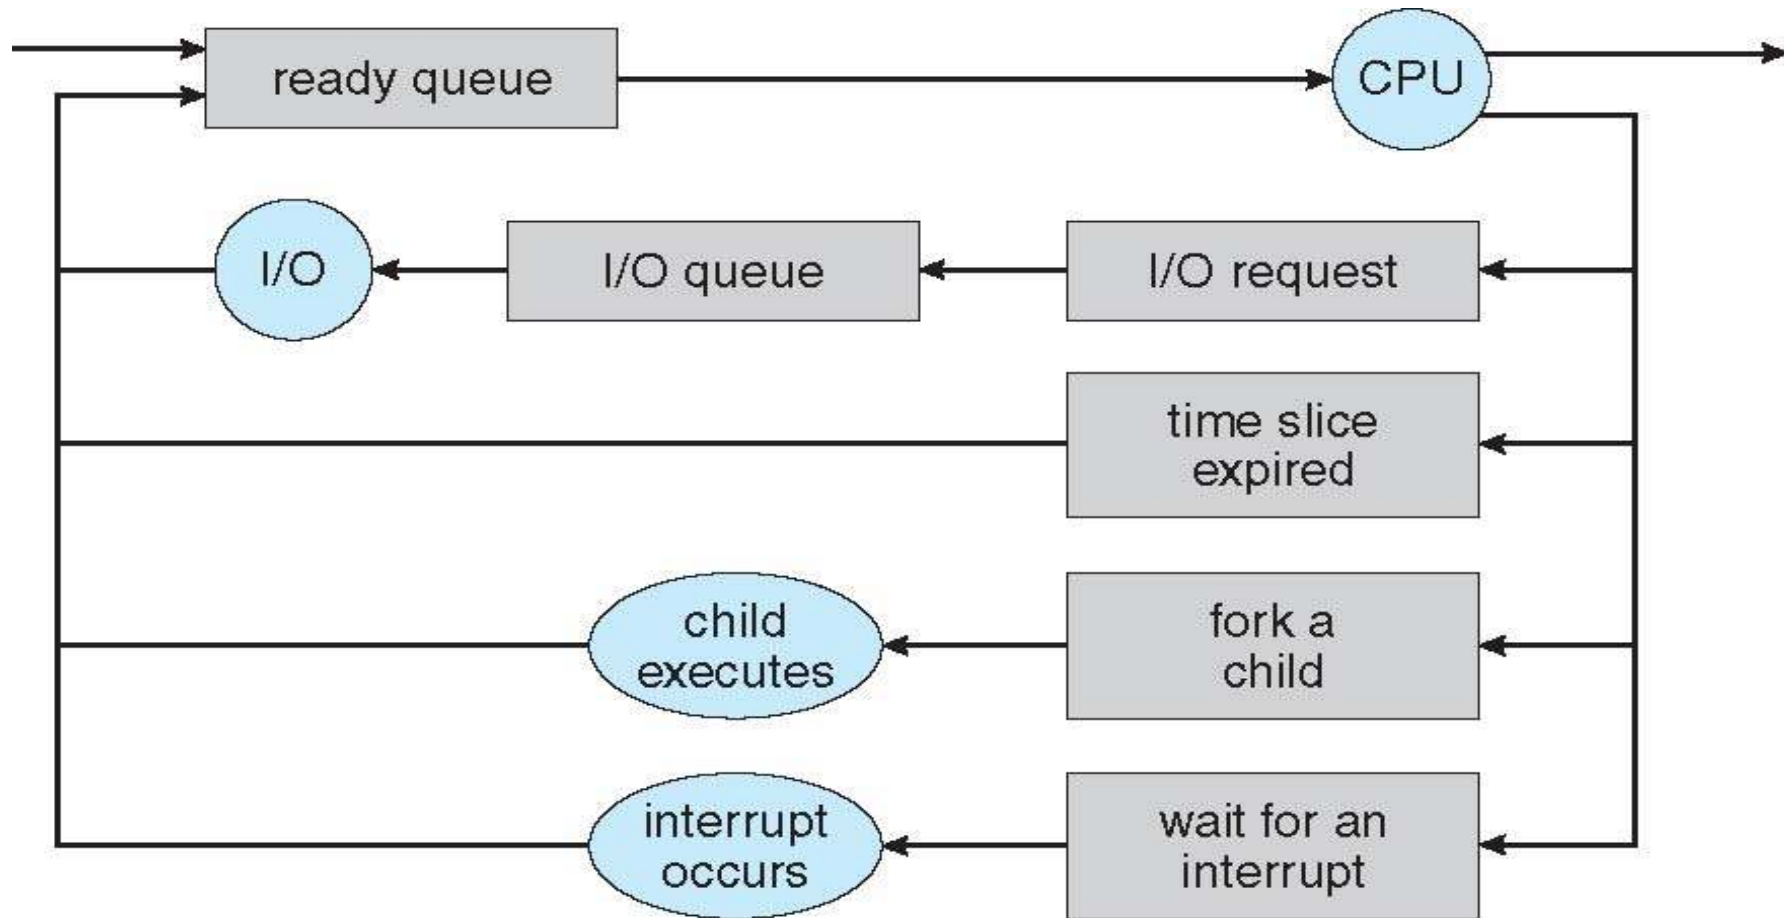 ready queue
CPU
I/O
I/O queue
I/O request
time slice
expired
child
executes
fork a
child
interrupt
occurs
wait for an
interrupt